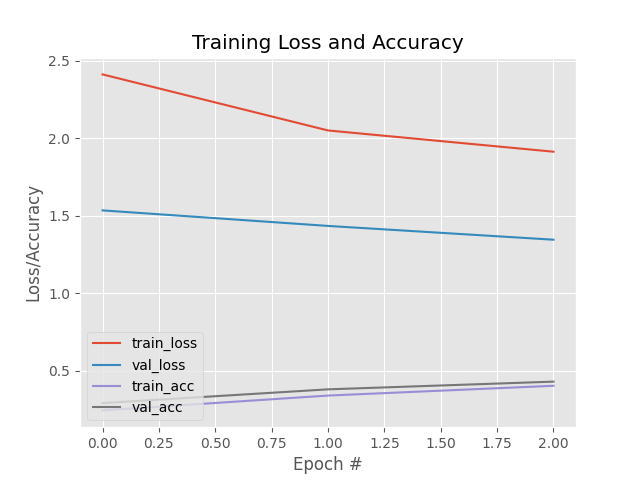 Training Loss and Accuracy
2.5
2.0
1.5
1.0
0.5
Loss/Accuracy
train_loss
val_loss
train_acc
val_acc
0.00 0.25 0.50 0.75 1.00 1.25 1.50 1.75 2.00
Epoch #